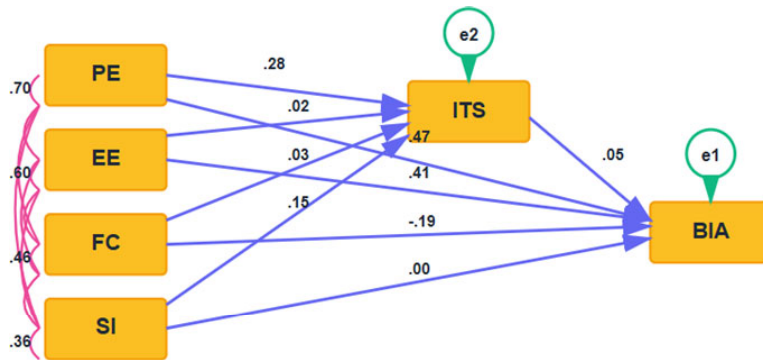 e2
PE
.70
.28
ITS
.02
.47
e1
EE
.03
.05
.60
.41
.15
FC
-.19
BIA
.46
.00
SI
.36